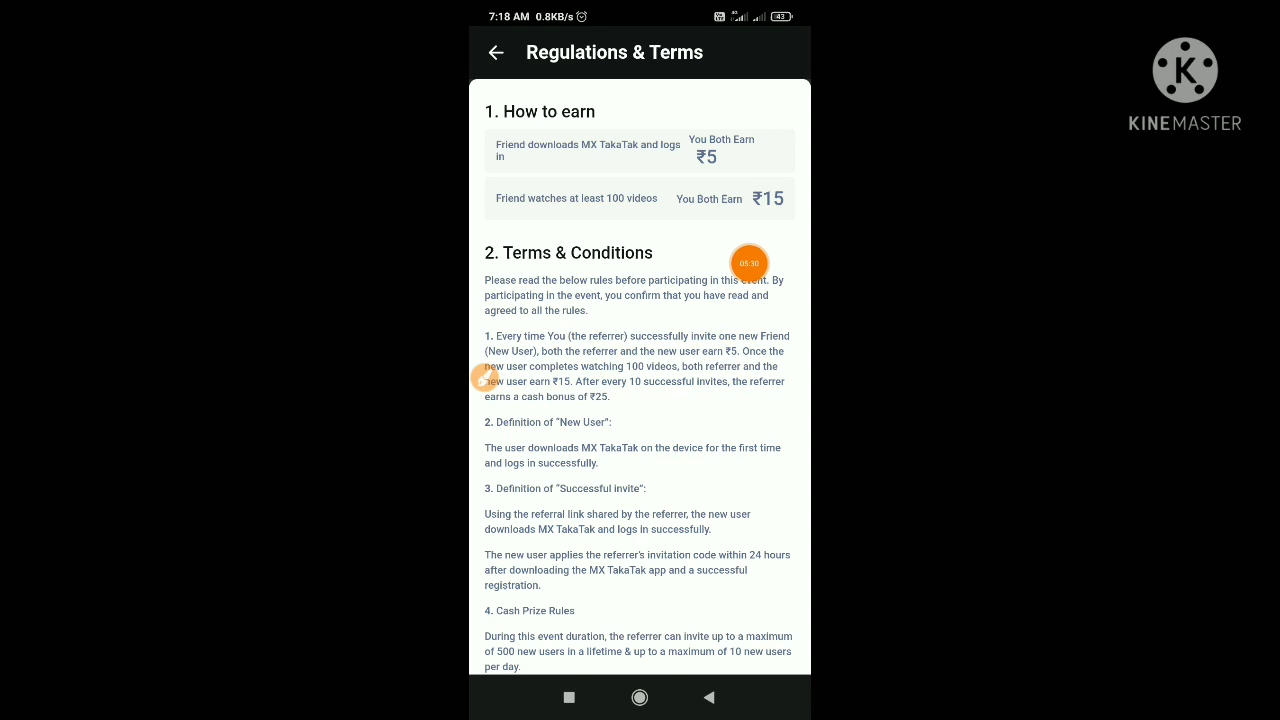 7:18 AM 0.8KB/s
4G
43
Regulations & Terms
K
KINEMASTER
1. How to earn
Friend downloads MX TakaTak and logs in
You Both Earn
₹5
Friend watches at least 100 videos You Both Earn ₹15
2. Terms & Conditions
05:30
Please read the below rules before participating in this event. By
participating in the event, you confirm that you have read and
agreed to all the rules.
1. Every time You (the referrer) successfully invite one new Friend
(New User), both the referrer and the new user earn ₹5. Once the
new user completes watching 100 videos, both referrer and the
new user earn ₹15. After every 10 successful invites, the referrer
earns a cash bonus of ₹25.
2. Definition of “New User”:
The user downloads MX TakaTak on the device for the first time
and logs in successfully.
3. Definition of “Successful invite”:
Using the referral link shared by the referrer, the new user
downloads MX TakaTak and logs in successfully.
The new user applies the referrer's invitation code within 24 hours
after downloading the MX TakaTak app and a successful
registration.
4. Cash Prize Rules
During this event duration, the referrer can invite up to a maximum
of 500 new users in a lifetime & up to a maximum of 10 new users
per day.